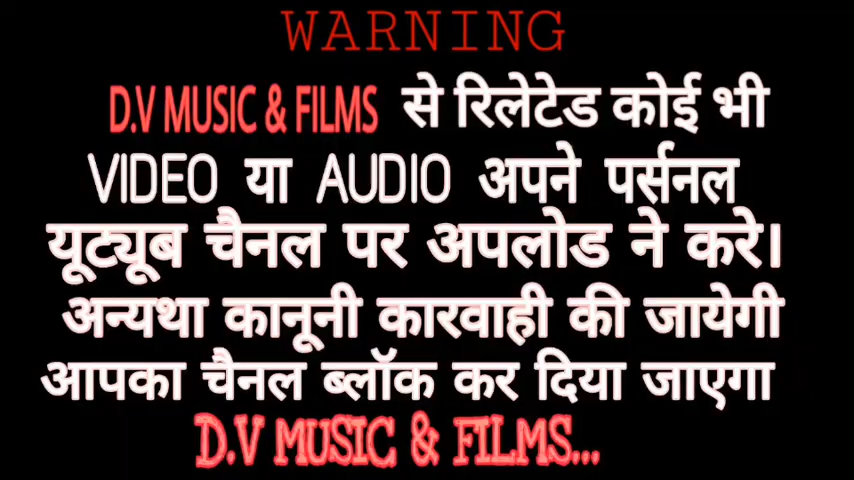 WARNING
D.V MUSIC & FILMS से रिलेटेड कोई भी
VIDEO या AUDIO अपने पर्सनल
यूट्यूब चैनल पर अपलोड ने करे।
अन्यथा कानूनी कारवाही की जायेगी
आपका चैनल ब्लॉक कर दिया जाएगा
D.V MUSIC & FILMS...